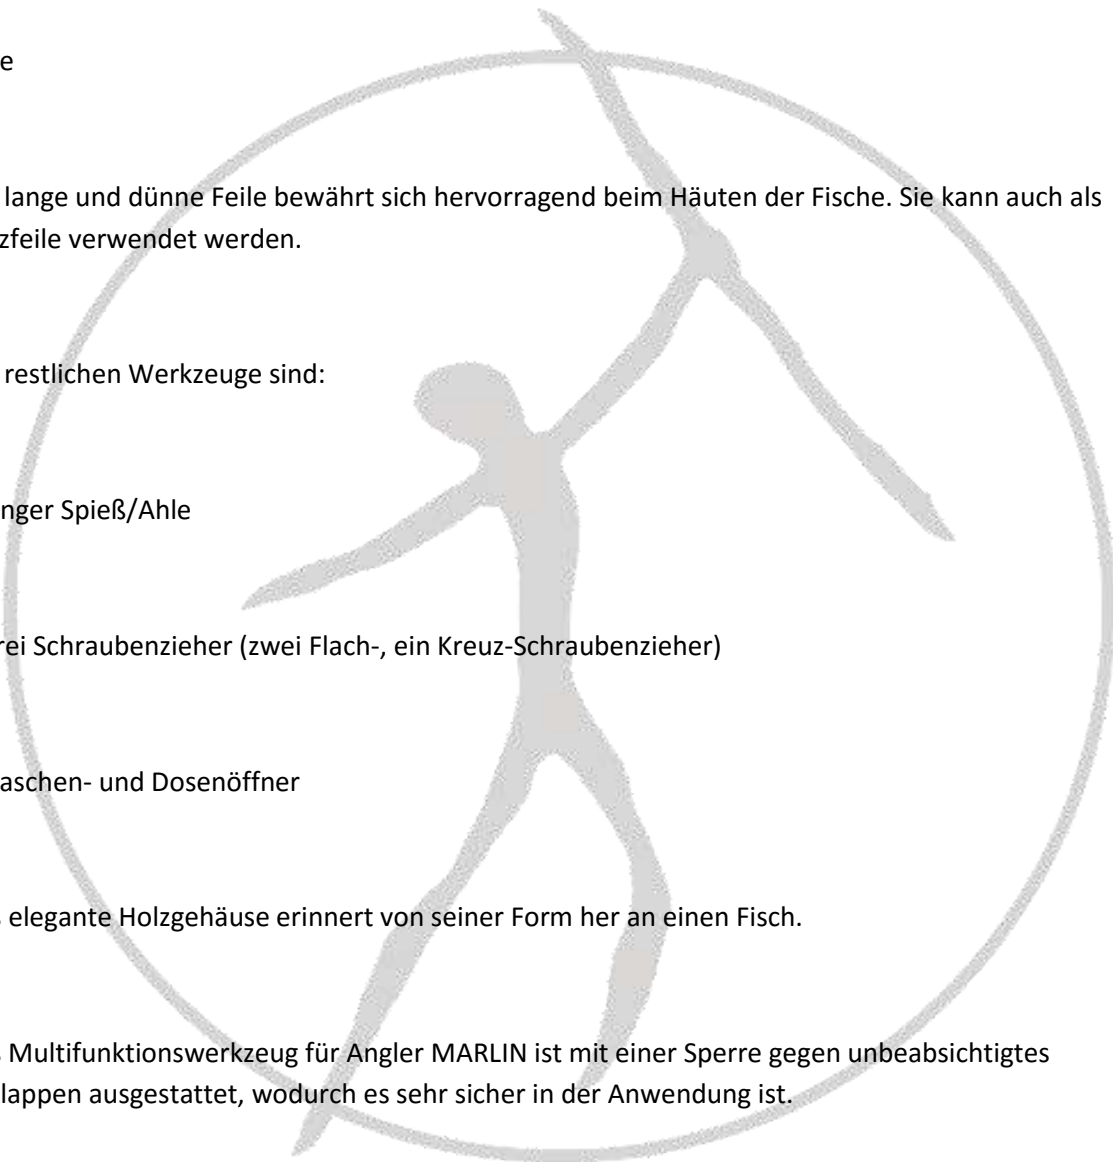 e
lange und dünne Feile bewährt sich hervorragend beim Häuten der Fische. Sie kann auch als
zfeile verwendet werden.
restlichen Werkzeuge sind:
nger Spieß/Ahle
rei Schraubenzieher (zwei Flach-, ein Kreuz-Schraubenzieher)
aschen- und Dosenöffner
s elegante Holzgehäuse erinnert von seiner Form her an einen Fisch.
s Multifunktionswerkzeug für Angler MARLIN ist mit einer Sperre gegen unbeabsichtigtes
lappen ausgestattet, wodurch es sehr sicher in der Anwendung ist.